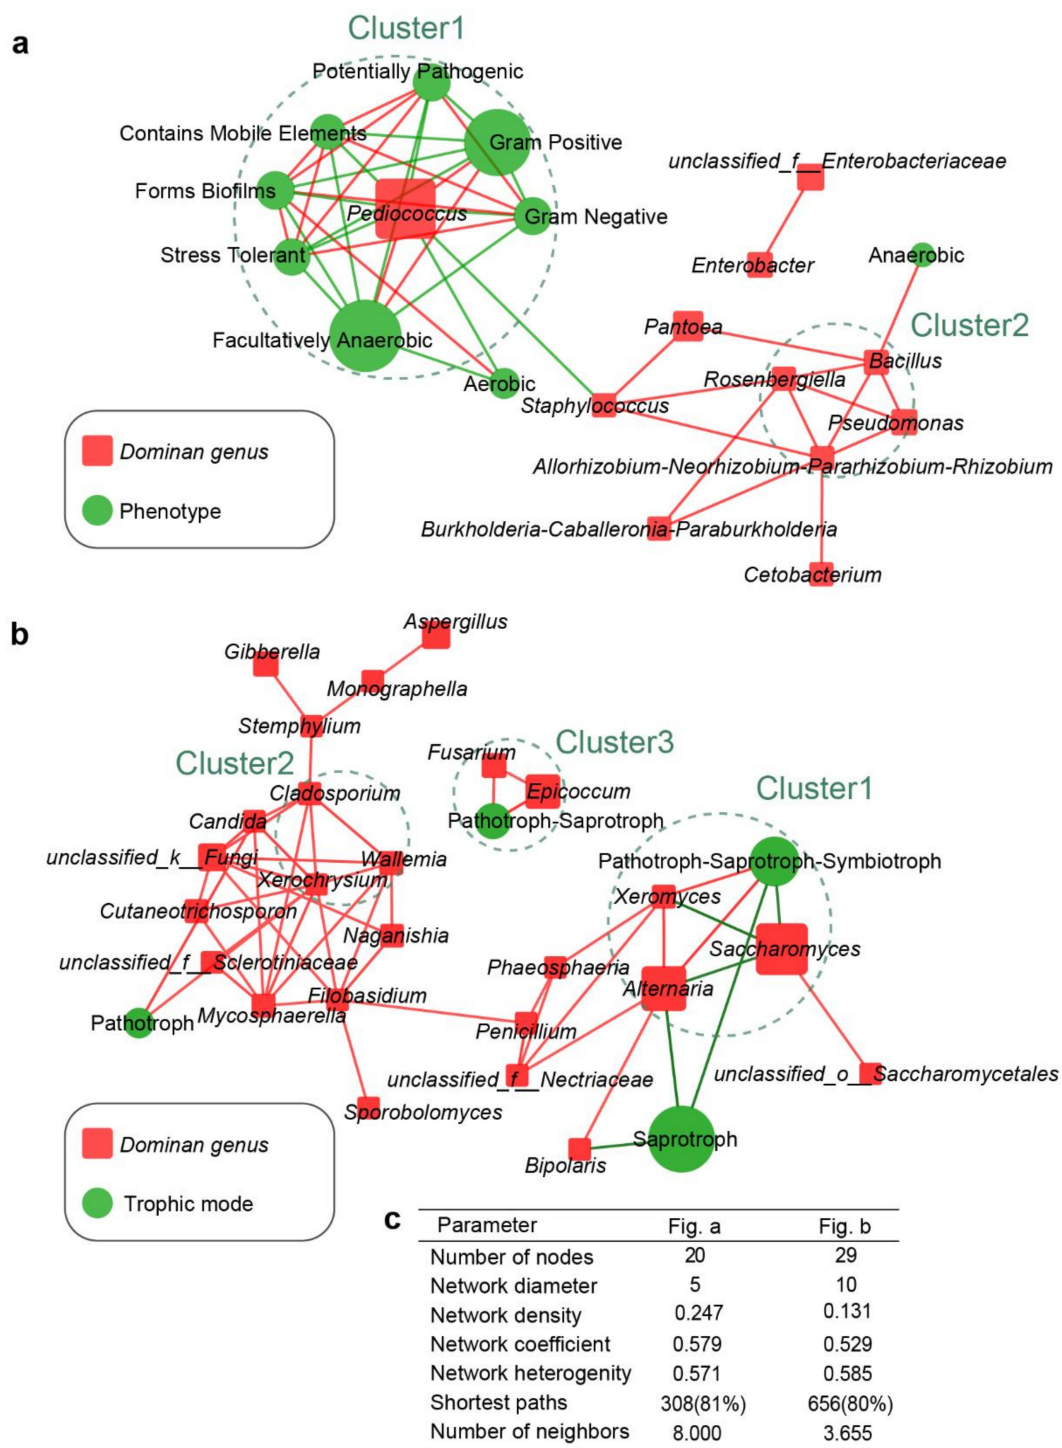 a
Cluster1
Potentially Pathogenic
Contains Mobile Elements
Gram Positive
unclassified_f__Enterobacteriaceae
Forms Biofilms
Pediococcus
Gram Negative
Stress Tolerant
Enterobacter
Anaerobic
Facultatively Anaerobic
Pantoea
Cluster2
Bacillus
Aerobic
Rosenbergiella
Staphylococcus
Pseudomonas
Dominan genus
Allorhizobium-Neorhizobium-Pararhizobium-Rhizobium
Phenotype
Burkholderia-Caballeronia-Paraburkholderia
Cetobacterium
b
Aspergillus
Gibberella
Monographella
Stemphylium
Cluster3
Fusarium
Cluster2
Cladosporium
Epicoccum
Cluster1
Candida
Pathotroph-Saprotroph
unclassified_k__Fungi
Wallemia
Pathotroph-Saprotroph-Symbiotroph
Xerochrysium
Xeromyces
Cutaneotrichosporon
Naganishia
Saccharomyces
unclassified_f__Sclerotiniaceae
Phaeosphaeria
Alternaria
Filobasidium
Pathotroph
Mycosphaerella
Penicillium
unclassified_f__Nectriaceae
unclassified_o__Saccharomycetales
Sporobolomyces
Dominan genus
Saprotroph
Bipolaris
Trophic mode
c
Parameter Fig. a Fig. b
Number of nodes 20 29
Network diameter 5 10
Network density 0.247 0.131
Network coefficient 0.579 0.529
Network heterogenity 0.571 0.585
Shortest paths 308(81%) 656(80%)
Number of neighbors 8.000 3.655